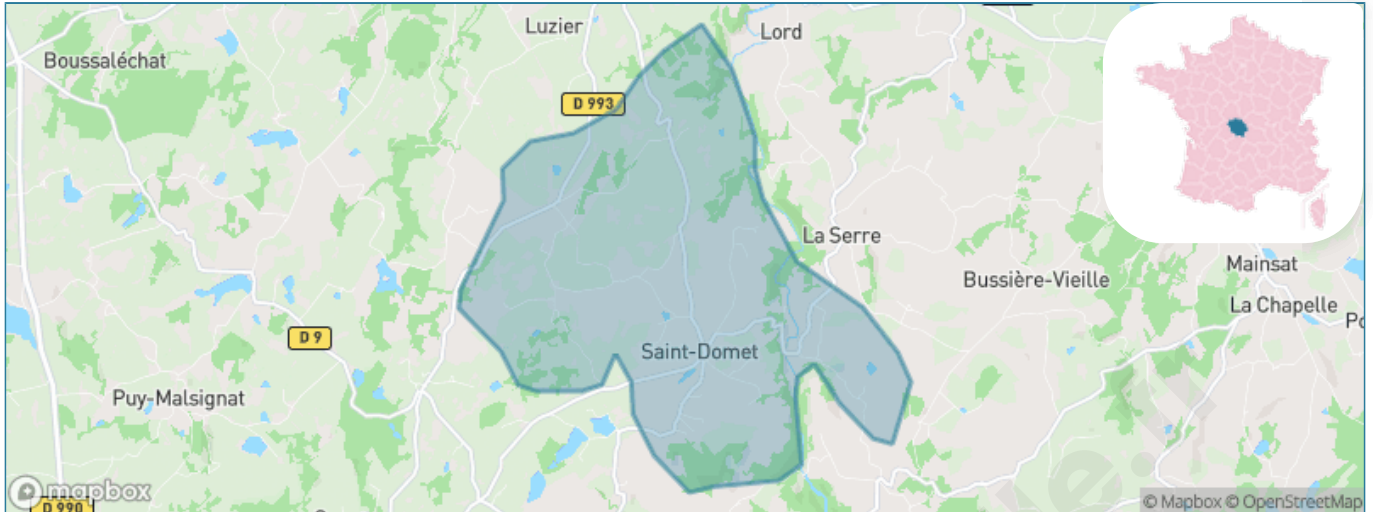 Luzier
Lord
Boussaléchat
D 993
La Serre
Mainsat
Bussière-Vieille
La Chapelle
D 9
Saint-Domet
Puy-Malsignat
mapbox
D 990
© Mapbox © OpenStreetMap